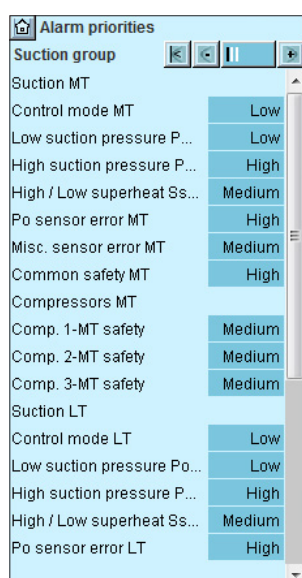 Alarm priorities
Suction group
Suction MT
Control mode MT Low
Low suction pressure P... Low
High suction pressure P... High
High / Low superheat Ss... Medium
Po sensor error MT High
Misc. sensor error MT Medium
Common safety MT High
Compressors MT
Comp. 1-MT safety Medium
Comp. 2-MT safety Medium
Comp. 3-MT safety Medium
Suction LT
Control mode LT Low
Low suction pressure Po... Low
High suction pressure P... High
High / Low superheat Ss... Medium
Po sensor error LT High